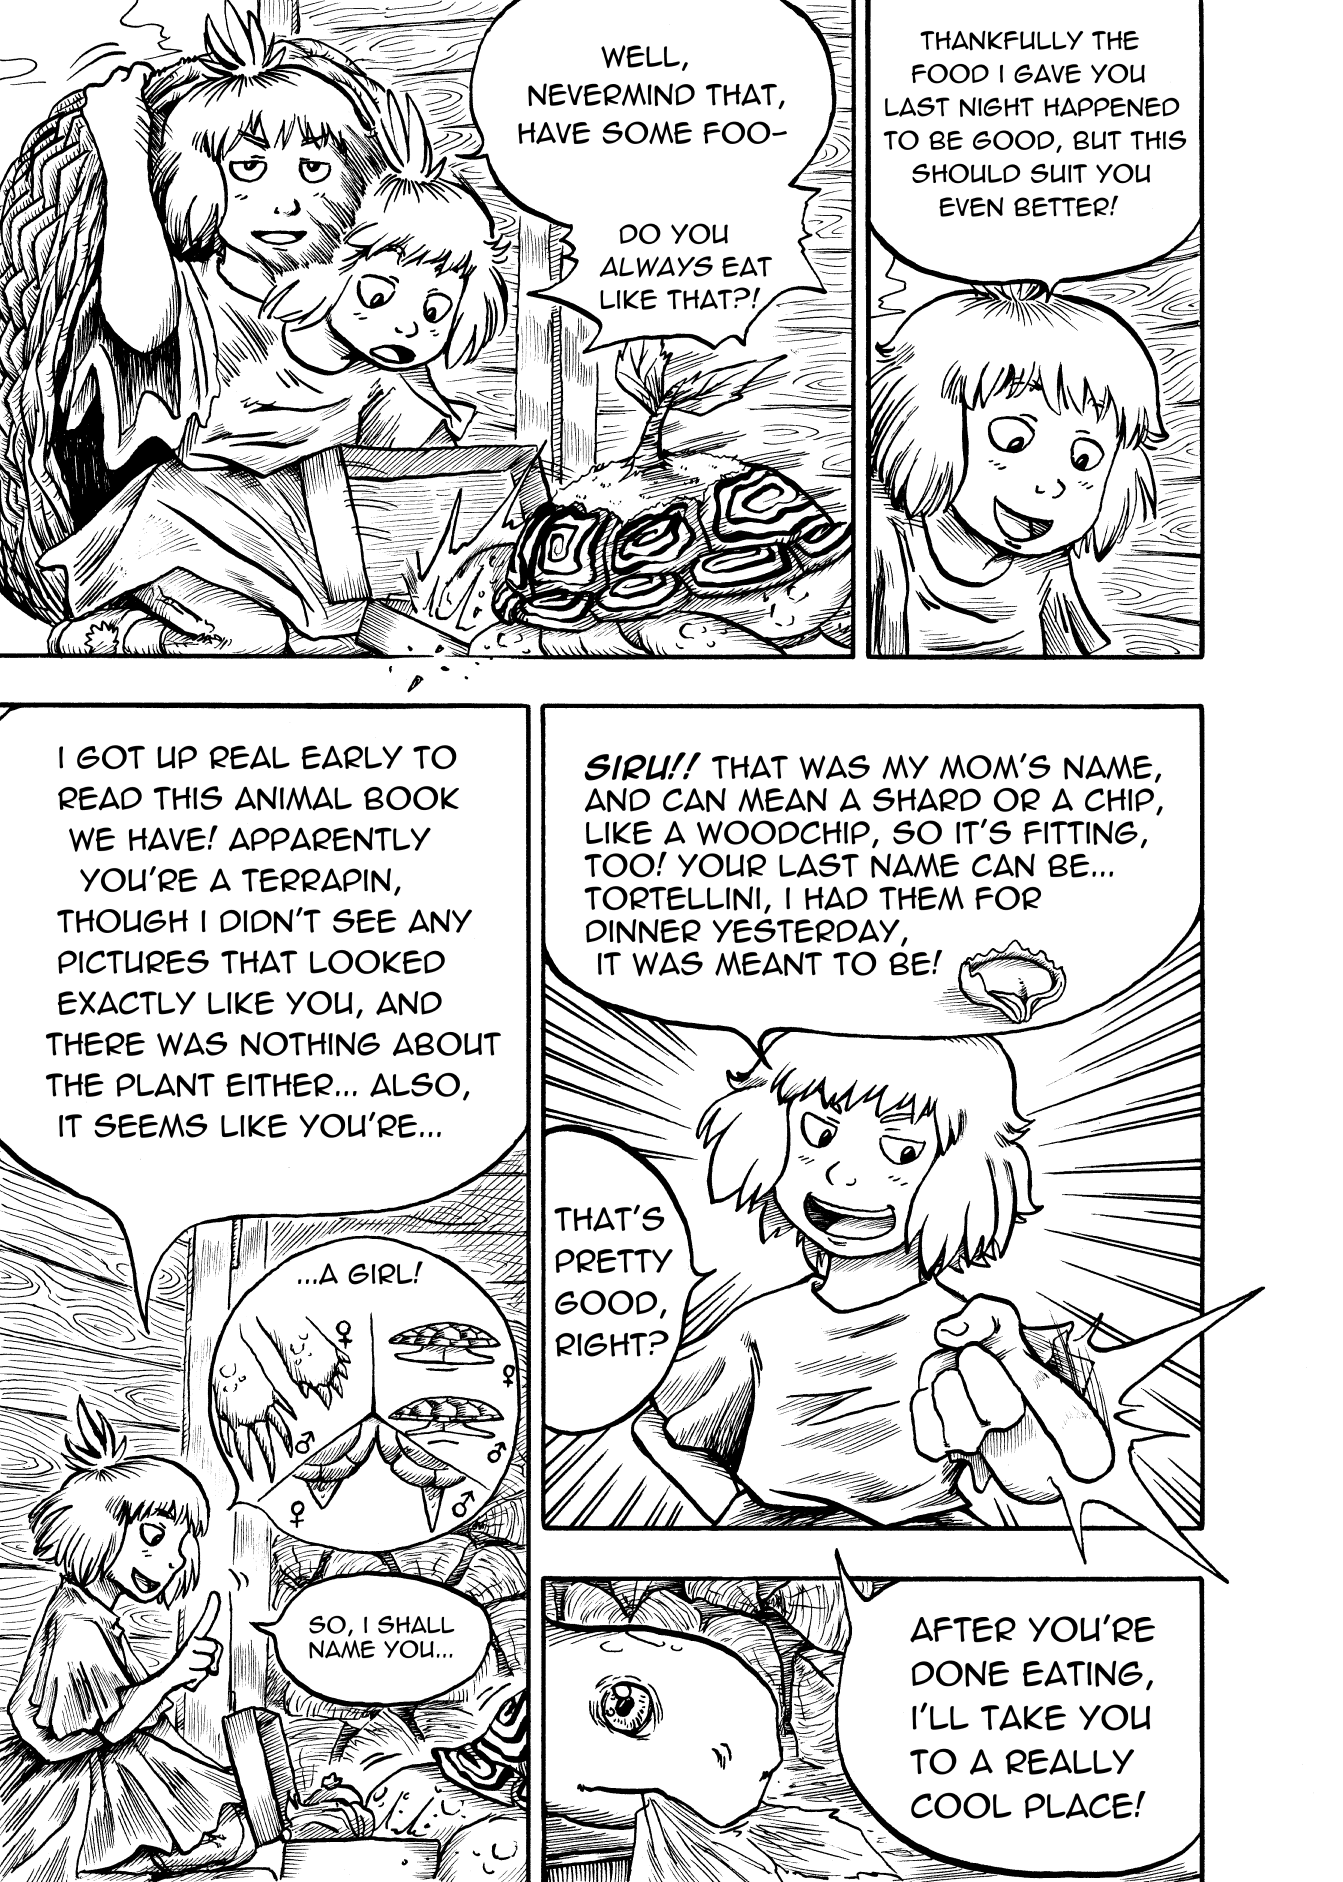 WELL,
NEVERMIND THAT,
HAVE SOME FOO-
DO YOU
ALWAYS EAT
LIKE THAT?!
THANKFULLY THE
FOOD I GAVE YOU
LAST NIGHT HAPPENED
TO BE GOOD, BUT THIS
SHOULD SUIT YOU
EVEN BETTER!
I GOT UP REAL EARLY TO
READ THIS ANIMAL BOOK
WE HAVE! APPARENTLY
YOU'RE A TERRAPIN,
THOUGH I DIDN'T SEE ANY
PICTURES THAT LOOKED
EXACTLY LIKE YOU, AND
THERE WAS NOTHING ABOUT
THE PLANT EITHER... ALSO,
IT SEEMS LIKE YOU'RE...
...A GIRL!
♀
♀
♂
♂
♀
♂
SO, I SHALL
NAME YOU...
SIRU!! THAT WAS MY MOM'S NAME,
AND CAN MEAN A SHARD OR A CHIP,
LIKE A WOODCHIP, SO IT'S FITTING,
TOO! YOUR LAST NAME CAN BE...
TORTELLINI, I HAD THEM FOR
DINNER YESTERDAY,
IT WAS MEANT TO BE!
THAT'S
PRETTY
GOOD,
RIGHT?
AFTER YOU'RE
DONE EATING,
I'LL TAKE YOU
TO A REALLY
COOL PLACE!